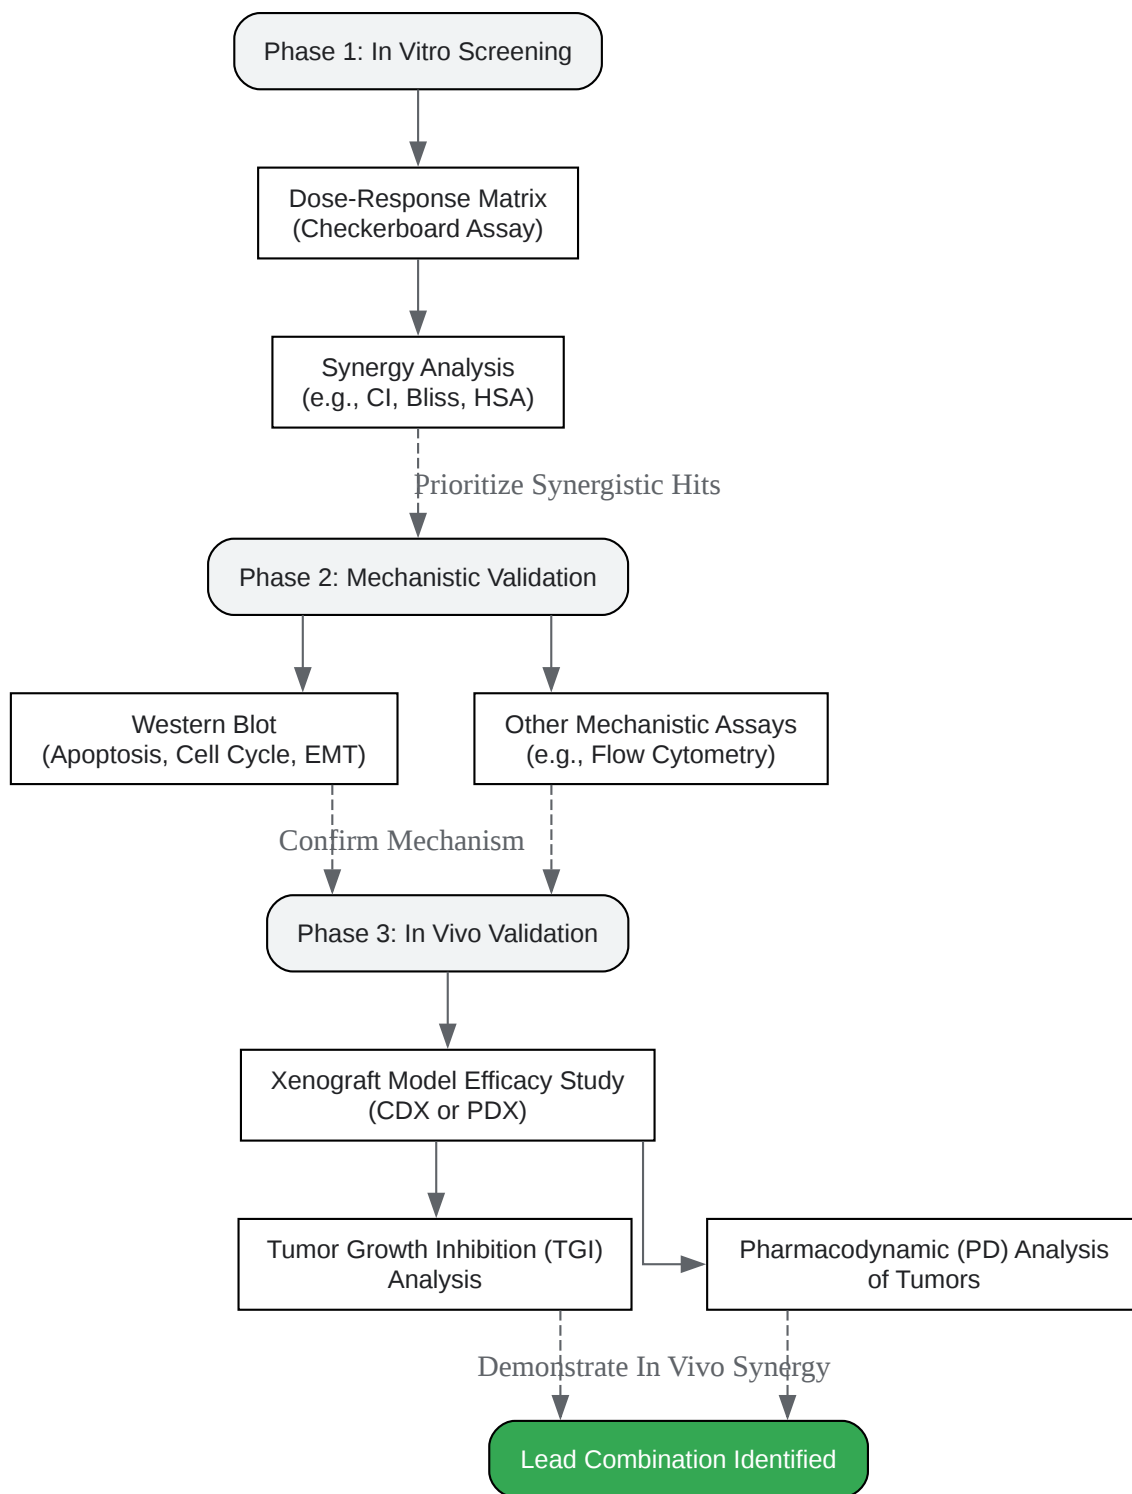 Phase 1: In Vitro Screening
Dose-Response Matrix
(Checkerboard Assay)
Synergy Analysis
(e.g., CI, Bliss, HSA)
Prioritize Synergistic Hits
Phase 2: Mechanistic Validation
Western Blot
(Apoptosis, Cell Cycle, EMT)
Other Mechanistic Assays
(e.g., Flow Cytometry)
Confirm Mechanism
Phase 3: In Vivo Validation
Xenograft Model Efficacy Study
(CDX or PDX)
Tumor Growth Inhibition (TGI)
Analysis
Pharmacodynamic (PD) Analysis
of Tumors
Demonstrate In Vivo Synergy
Lead Combination Identified